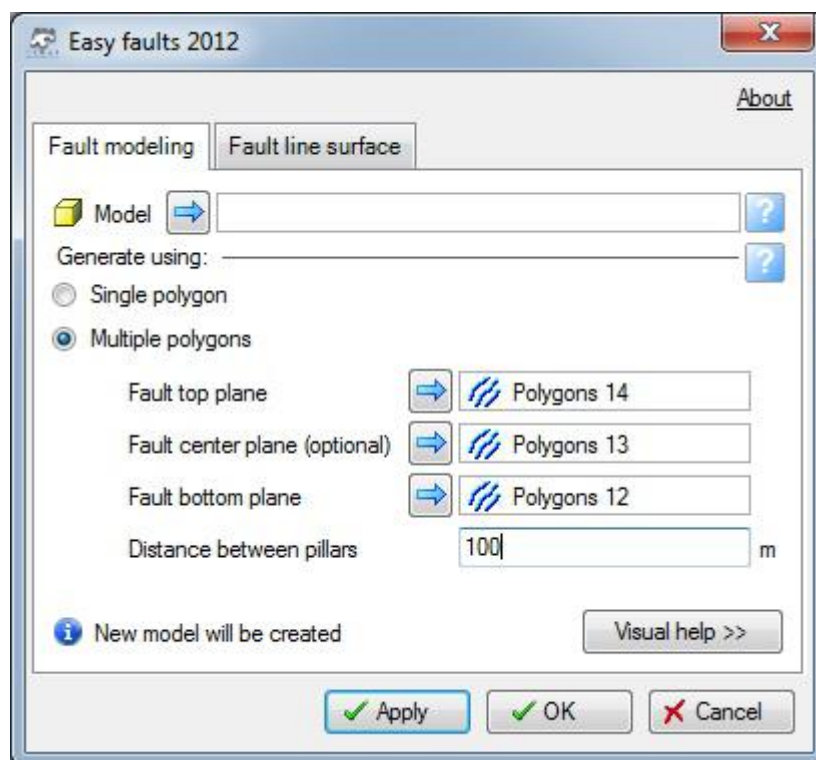 Easy faults 2012
About
Fault modeling Fault line surface
Model ?
Generate using: ?
Single polygon
Multiple polygons
Fault top plane Polygons 14
Fault center plane (optional) Polygons 13
Fault bottom plane Polygons 12
Distance between pillars 100 m
New model will be created Visual help >>
Apply OK Cancel